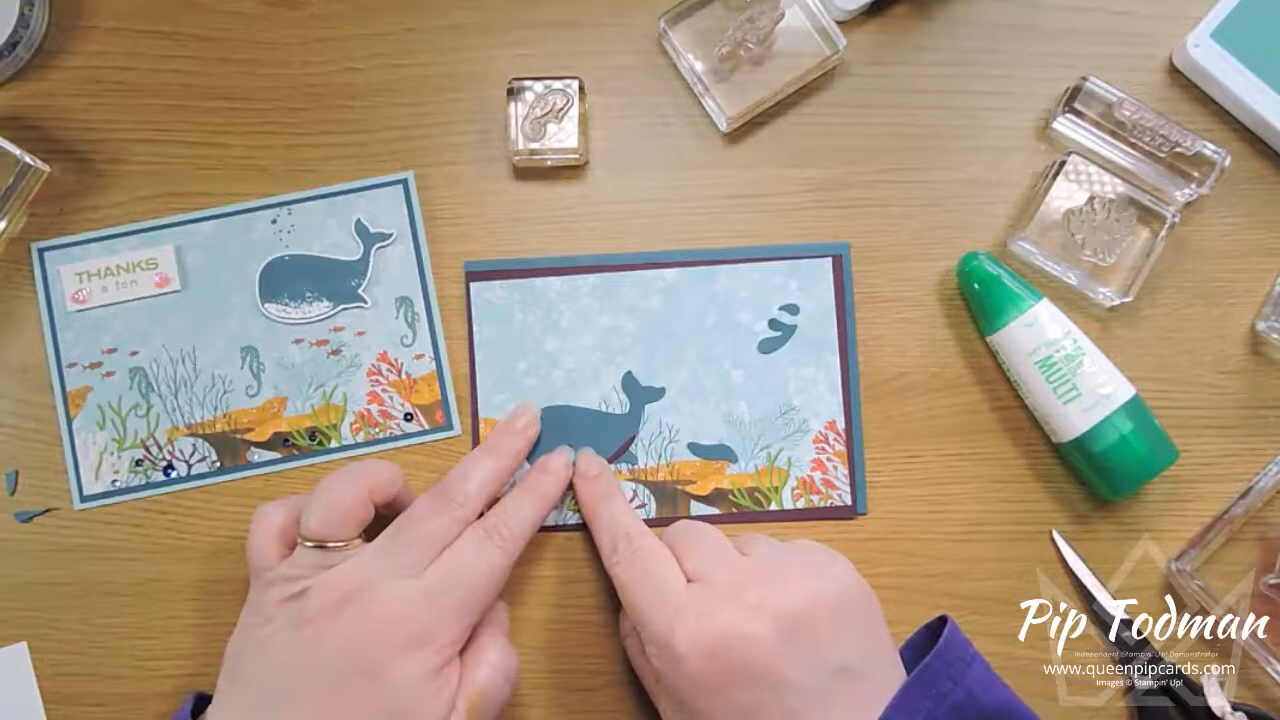 THANKS
a ton
MULTI
Pip Todman
Independent Stampin' Up! Demonstrator
www.queenpipcards.com
Images © Stampin' Up!